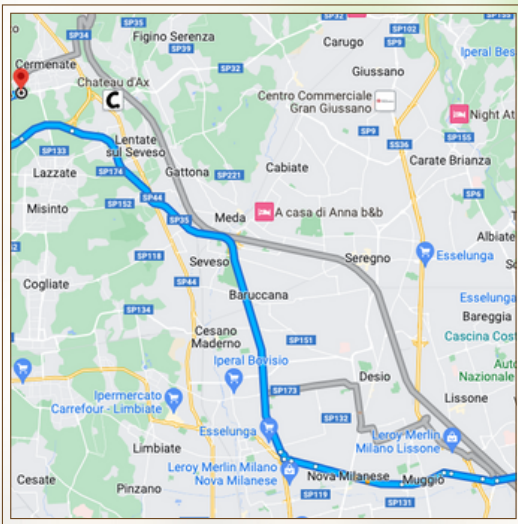 SP35
SP32
SP102
SP34
Figino Serenza
Carugo
SP9
Cermenate
SP39
Iperal Bes
SP32
Giussano
Chateau d'Ax
C
Centro Commerciale
Gran Giussano
Night At
SP9
SP155
SP133
Lentate
sul Seveso
SS36
Carate Brianza
Lazzate
SP174
Gattona
Cabiate
SP221
SP6
Misinto
SP152
SP44
SP35
Meda
A casa di Anna b&b
Albiate
SP118
Seveso
Seregno
Esselunga
Cogliate
SP44
Baruccana
Esselunga
SP134
Bareggia
Cesano
Maderno
SP151
Cascina Cost
Iperal Bovisio
Auto
Nazionale
Desio
Ipermercato
Carrefour - Limbiate
SP173
Lissone
SP132
Esselunga
Leroy Merlin
Milano Lissone
Limbiate
Leroy Merlin Milano
Nova Milanese
Nova Milanese
Muggiò
Cesate
Pinzano
SP119
SP131